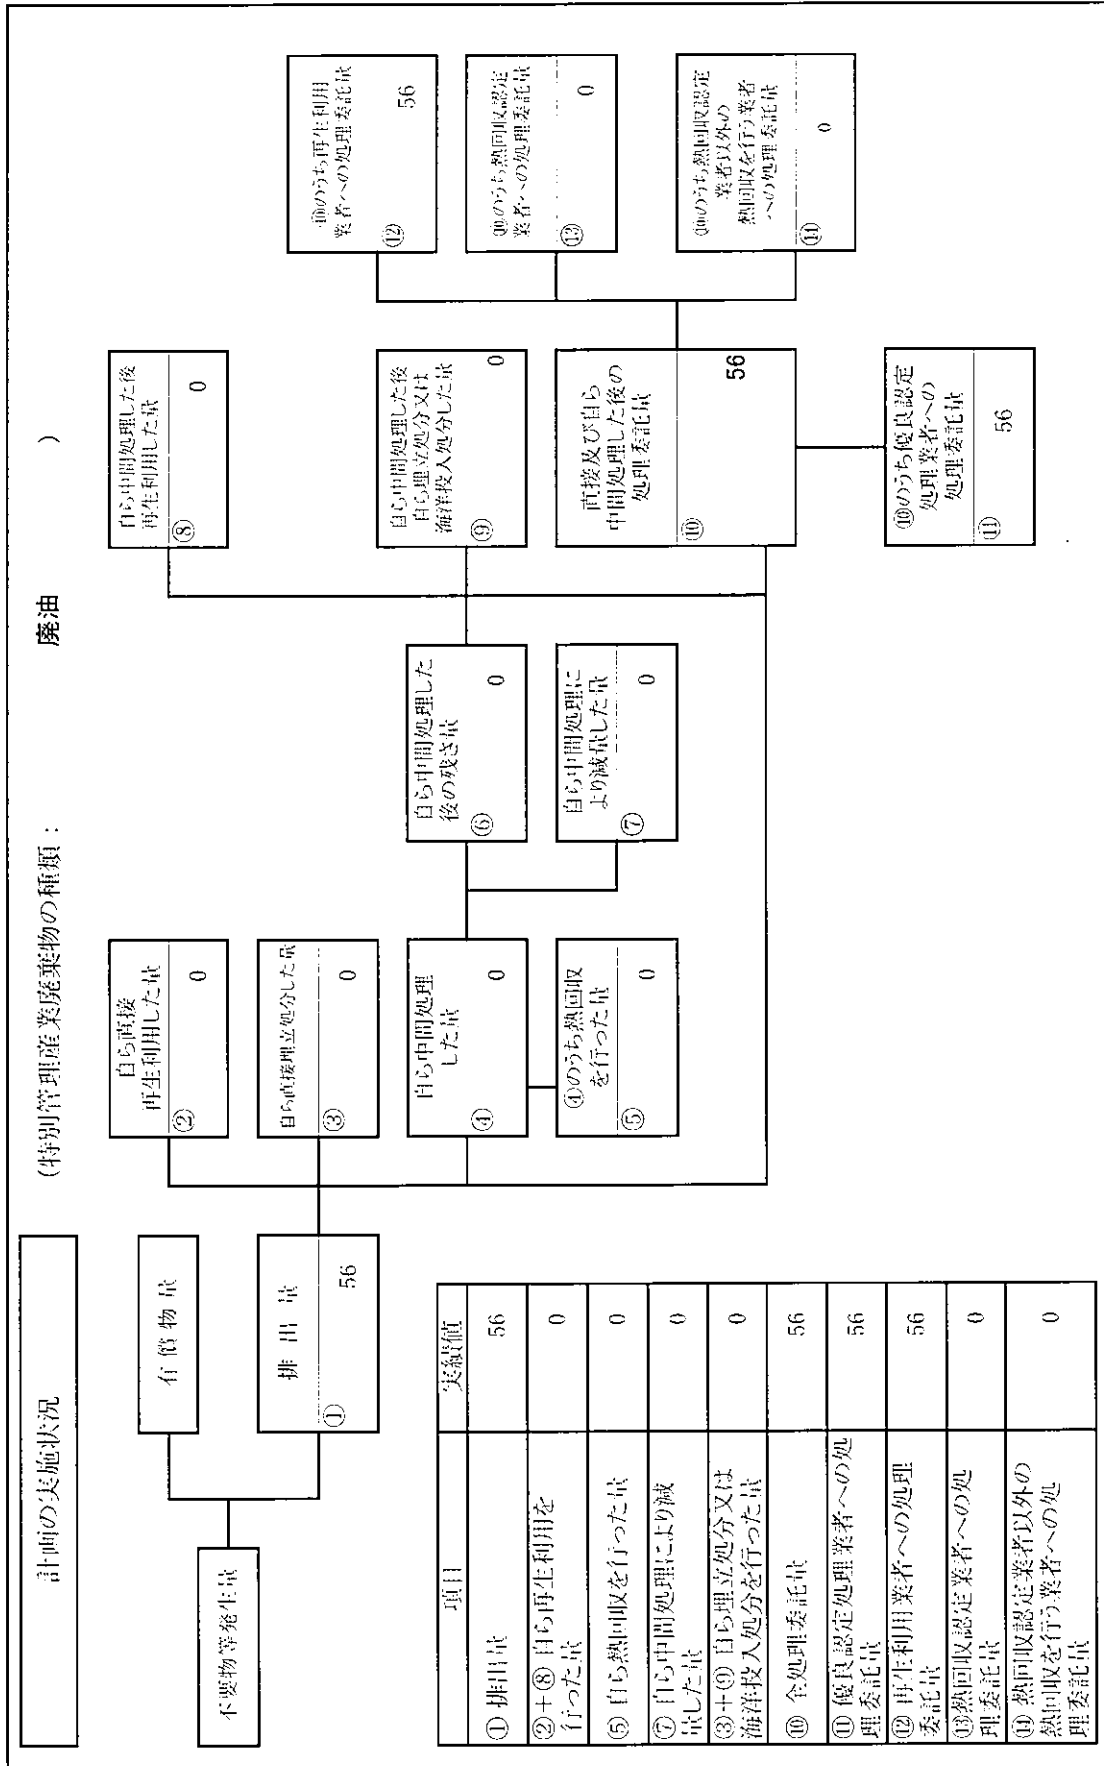 計画の実施状況
(特別管理産業廃棄物の種類：
廃油
)
不要物等発生量
有償物量
排出量
①
56
自ら直接
再生利用した量
②
0
自ら直接埋立処分した量
③
0
自ら中間処理
した量
④
0
④のうち熱回収
を行った量
⑤
0
自ら中間処理した
後の残さ量
⑥
0
自ら中間処理に
より減量した量
⑦
0
自ら中間処理した後
再生利用した量
⑧
0
自ら中間処理した後
自ら埋立処分又は
海洋投入処分した量
⑨
0
直接及び自ら
中間処理した後の
処理委託量
⑩
56
⑩のうち優良認定
処理業者への
処理委託量
⑪
56
⑩のうち再生利用
業者への処理委託量
⑫
56
⑩のうち熱回収認定
業者への処理委託量
⑬
0
⑩のうち熱回収認定
業者以外の
熱回収を行う業者
への処理委託量
⑭
0
項目
実績値
①排出量
56
②＋⑧自ら再生利用を
行った量
0
⑤自ら熱回収を行った量
0
⑦自ら中間処理により減
量した量
0
③＋⑨自ら埋立処分又は
海洋投入処分を行った量
0
⑩全処理委託量
56
⑪優良認定処理業者への処
理委託量
56
⑫再生利用業者への処理
委託量
56
⑬熱回収認定業者への処
理委託量
0
⑭熱回収認定業者以外の
熱回収を行う業者への処
理委託量
0